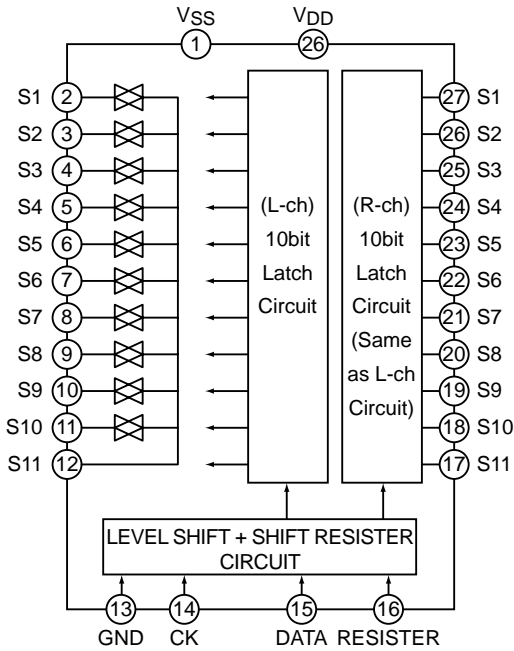 VSS VDD
1 26
S1 2 27 S1
S2 3 26 S2
S3 4 25 S3
S4 5 24 S4
S5 6 23 S5
S6 7 22 S6
S7 8 21 S7
S8 9 20 S8
S9 10 19 S9
S10 11 18 S10
S11 12 17 S11
(L-ch)
10bit
Latch
Circuit
(R-ch)
10bit
Latch
Circuit
(Same
as L-ch
Circuit)
LEVEL SHIFT + SHIFT RESISTER
CIRCUIT
13 14 15 16
GND CK DATA RESISTER